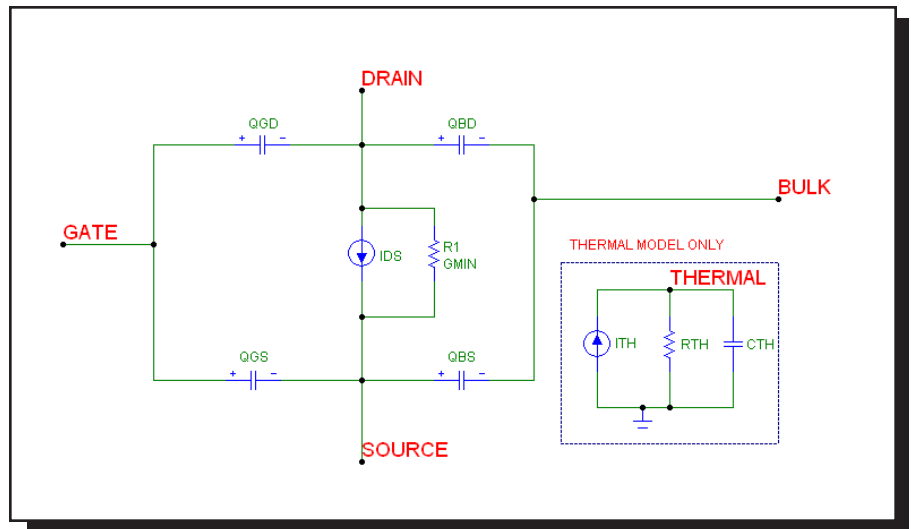 DRAIN
QGD
+ -
QBD
+ -
BULK
GATE
THERMAL MODEL ONLY
R1
IDS
GMIN
THERMAL
ITH
RTH
CTH
QGS
+ -
QBS
+ -
SOURCE